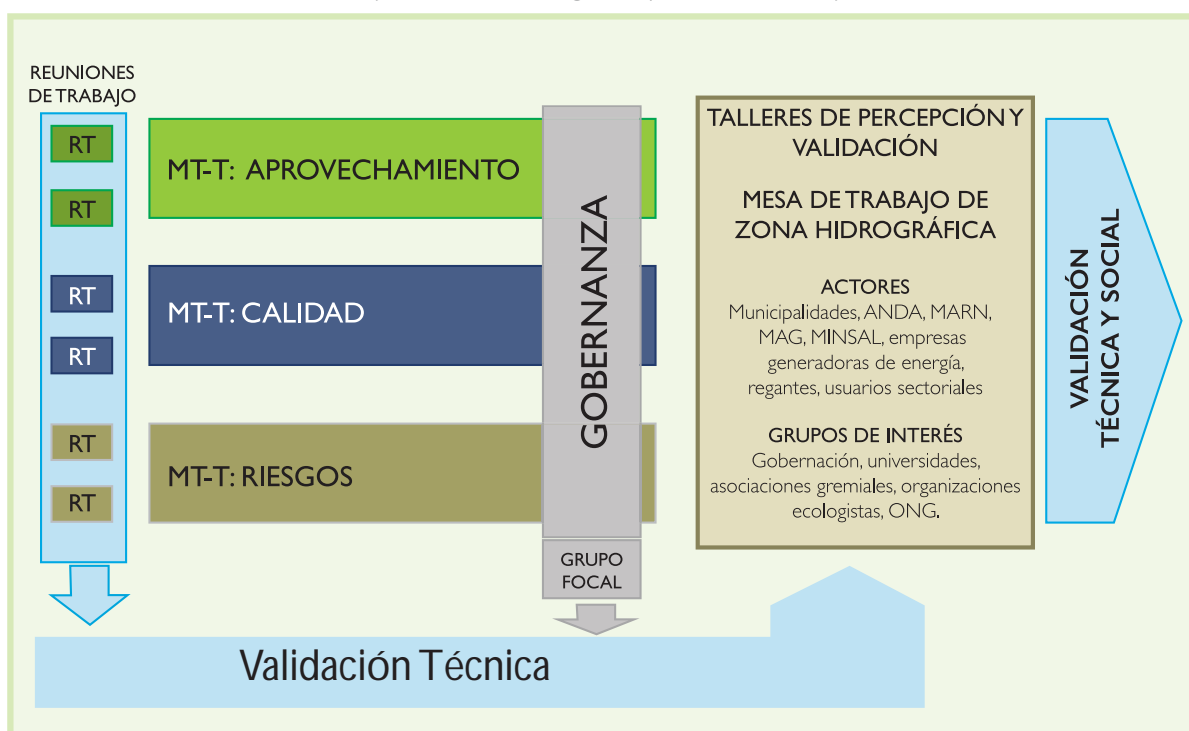 REUNIONES
DE TRABAJO
RT
RT
RT
RT
RT
RT
MT-T: APROVECHAMIENTO
MT-T: CALIDAD
MT-T: RIESGOS
GOBERNANZA
GRUPO
FOCAL
TALLERES DE PERCEPCIÓN Y
VALIDACIÓN
MESA DE TRABAJO DE
ZONA HIDROGRÁFICA
ACTORES
Municipalidades, ANDA, MARN,
MAG, MINSAL, empresas
generadoras de energía,
regantes, usuarios sectoriales
GRUPOS DE INTERÉS
Gobernación, universidades,
asociaciones gremiales, organizaciones
ecologistas, ONG.
VALIDACIÓN
TÉCNICA Y SOCIAL
Validación Técnica